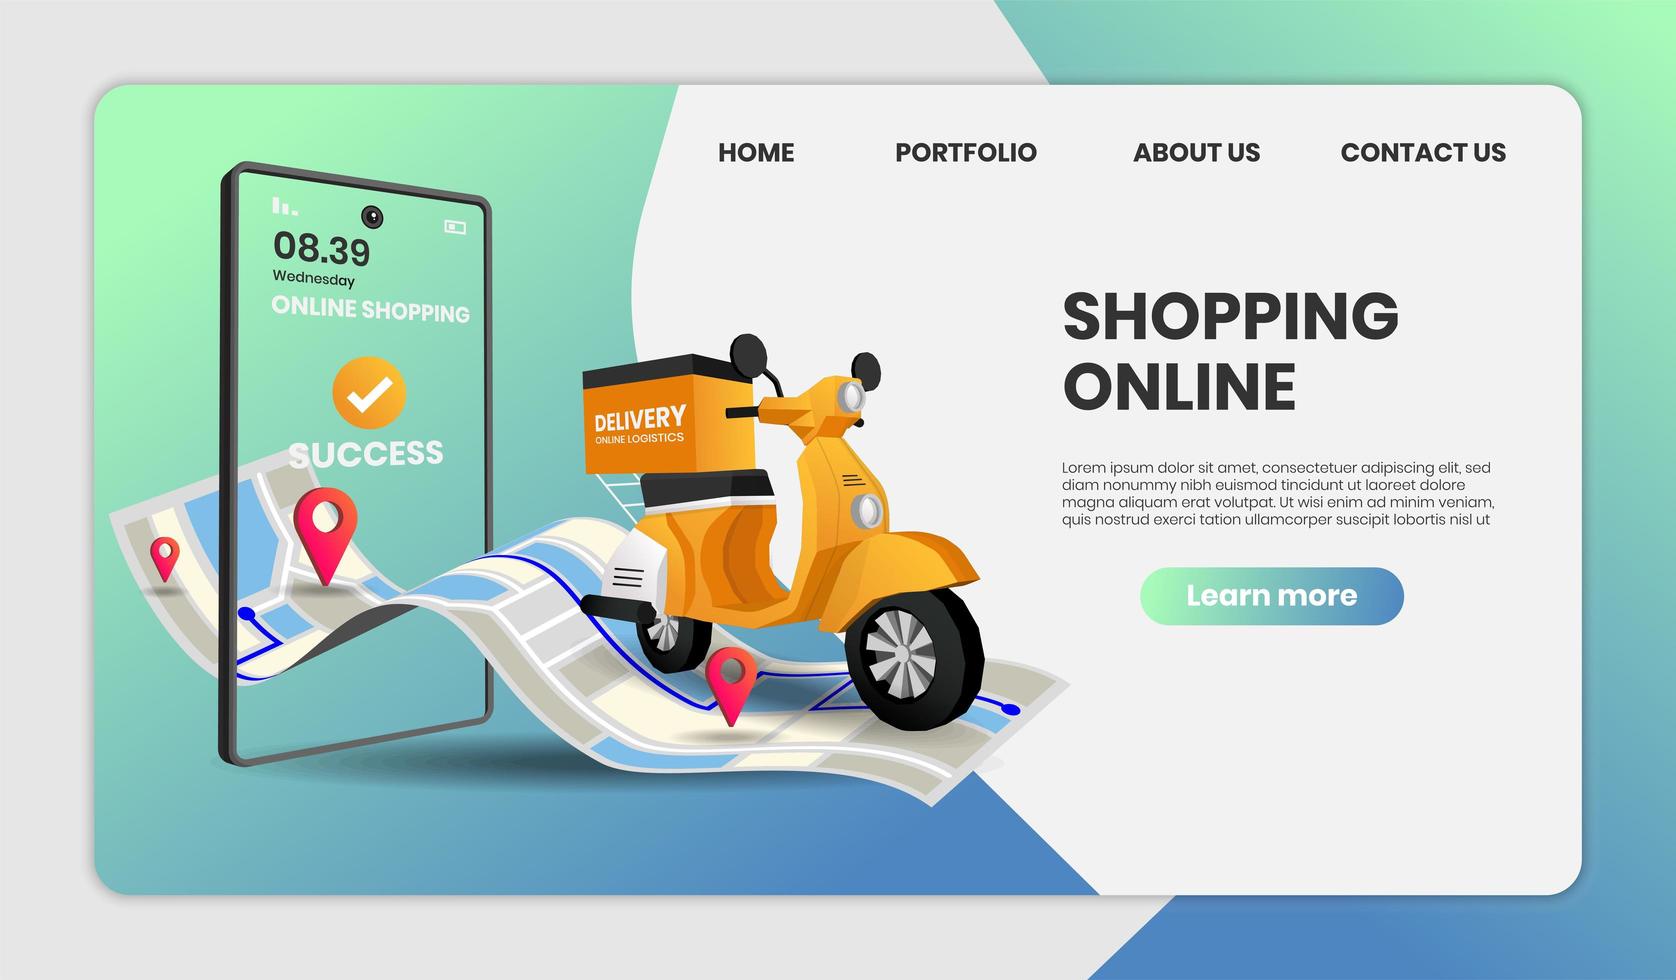 HOME PORTFOLIO ABOUT US CONTACT US
08.39
Wednesday
ONLINE SHOPPING
SUCCESS
DELIVERY
ONLINE LOGISTICS
SHOPPING
ONLINE
Lorem ipsum dolor sit amet, consectetuer adipiscing elit, sed
diam nonummy nibh euismod tincidunt ut laoreet dolore
magna aliquam erat volutpat. Ut wisi enim ad minim veniam,
quis nostrud exerci tation ullamcorper suscipit lobortis nisl ut
Learn more